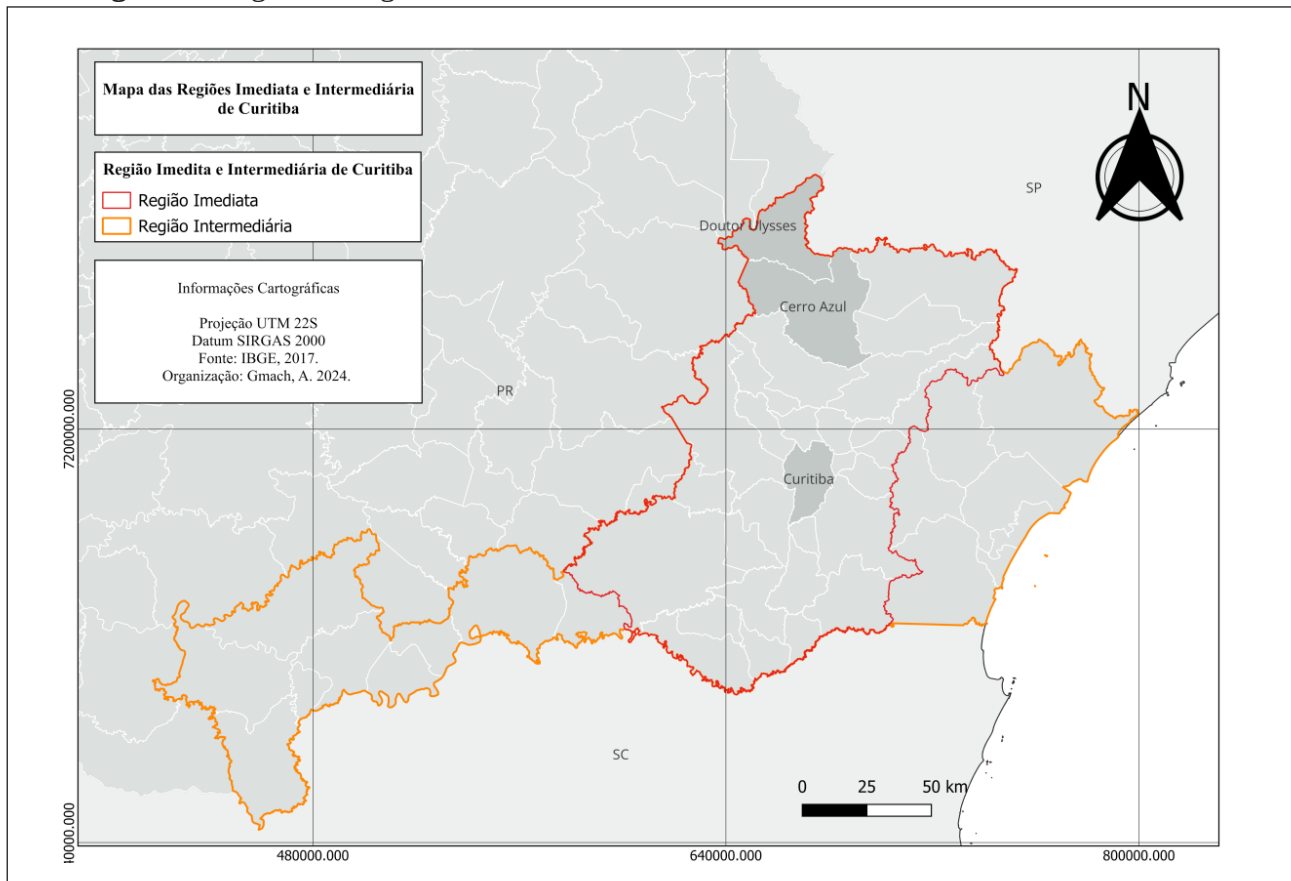 Mapa das Regiões Imediata e Intermediária
de Curitiba
Região Imedita e Intermediária de Curitiba
Região Imediata
Região Intermediária
Informações Cartográficas
Projeção UTM 22S
Datum SIRGAS 2000
Fonte: IBGE, 2017.
Organização: Gmach, A. 2024.
N
SP
Doutor Ulysses
Cerro Azul
PR
Curitiba
SC
0 25 50 km
7200000.000
480000.000
640000.000
800000.000